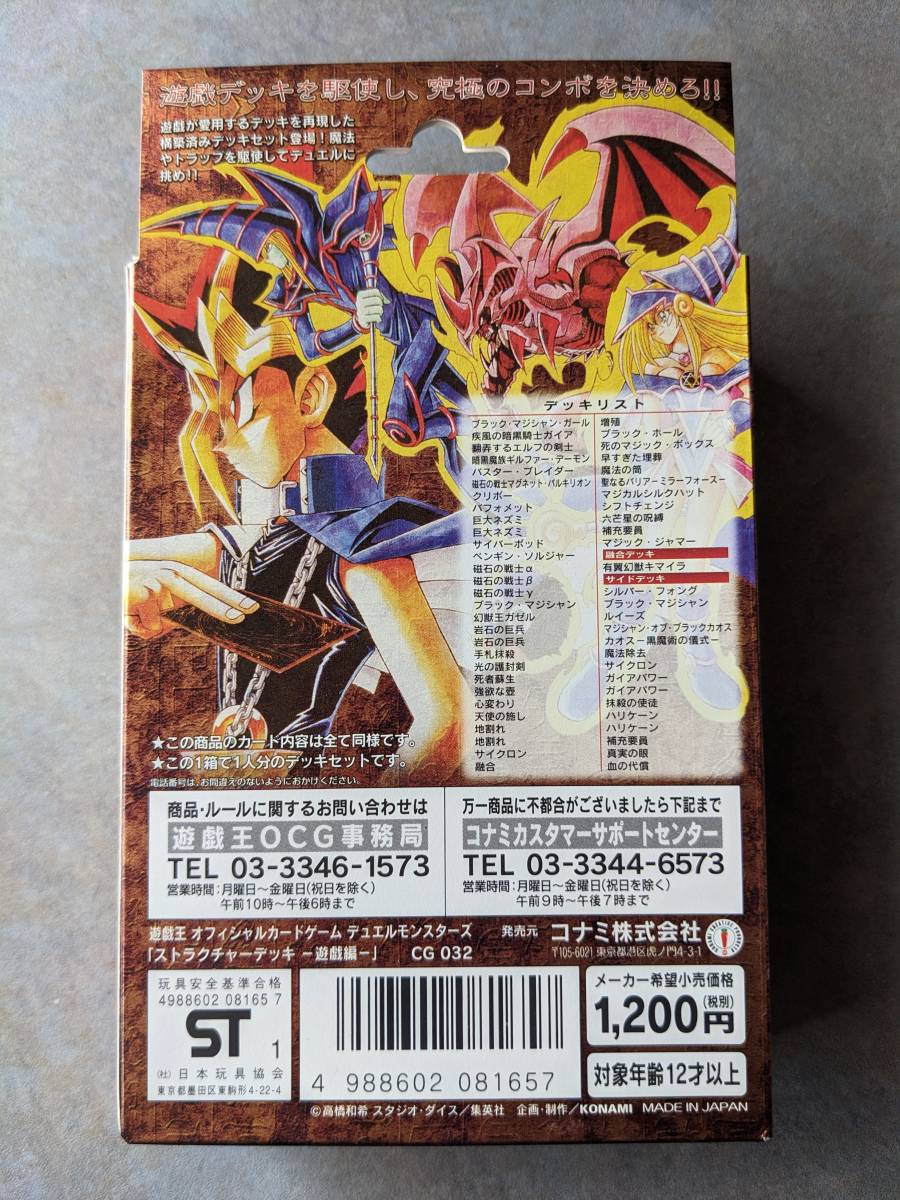 遊戯デッキを駆使し、究極のコンボを決めろ!!
遊戯が愛用するデッキを再現した
構築済みデッキセット登場!魔法
やトラップを駆使してデュエルに
挑め!!
デッキリスト
ブラック・マジシャン・ガール
疾風の暗黒騎士ガイア
翻弄するエルフの剣士
暗黒魔族ギルファー・デーモン
バスター・ブレイダー
磁石の戦士マグネット・バルキリオン
クリボー
バフォメット
巨大ネズミ
巨大ネズミ
サイバーポッド
ペンギン・ソルジャー
磁石の戦士α
磁石の戦士β
磁石の戦士γ
ブラック・マジシャン
幻獣王ガゼル
岩石の巨兵
岩石の巨兵
手札抹殺
光の護封剣
死者蘇生
強欲な壺
心変わり
天使の施し
地割れ
地割れ
サイクロン
融合
増殖
ブラック・ホール
死のマジック・ボックス
早すぎた埋葬
魔法の筒
聖なるバリアーミラーフォースー
マジカルシルクハット
シフトチェンジ
六芒星の呪縛
補充要員
マジック・ジャマー
融合デッキ
有翼幻獣キマイラ
サイドデッキ
シルバー・フォング
ブラック・マジシャン
ルイーズ
マジシャン・オブ・ブラックカオス
カオスー黒魔術の儀式ー
魔法除去
サイクロン
ガイアパワー
ガイアパワー
抹殺の使徒
ハリケーン
ハリケーン
補充要員
真実の眼
血の代償
★この商品のカード内容は全て同様です。
★この1箱で1人分のデッキセットです。
電話番号は、お間違えのないようにおかけください。
商品・ルールに関するお問い合わせは
遊戯王OCG事務局
TEL 03-3346-1573
営業時間:月曜日〜金曜日(祝日を除く)
午前10時〜午後6時まで
万一商品に不都合がございましたら下記まで
コナミカスタマーサポートセンター
TEL 03-3344-6573
営業時間:月曜日〜金曜日(祝日を除く)
午前9時〜午後7時まで
遊戯王 オフィシャルカードゲーム デュエルモンスターズ
「ストラクチャーデッキ −遊戯編−」 CG 032
発売元 コナミ株式会社
〒105-6021 東京都港区虎ノ門4-3-1
玩具安全基準合格
4988602 08165 7
ST 1
(社)日本玩具協会
東京都墨田区東駒形4-22-4
4 988602 081657
メーカー希望小売価格
1,200円(税別)
対象年齢12才以上
©高橋和希 スタジオ・ダイス/集英社 企画・制作/KONAMI MADE IN JAPAN